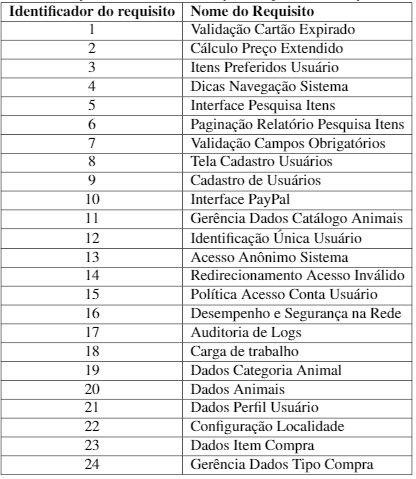 Identificador do requisito Nome do Requisito
1 Validação Cartão Expirado
2 Cálculo Preço Extendido
3 Itens Preferidos Usuário
4 Dicas Navegação Sistema
5 Interface Pesquisa Itens
6 Paginação Relatório Pesquisa Itens
7 Validação Campos Obrigatórios
8 Tela Cadastro Usuários
9 Cadastro de Usuários
10 Interface PayPal
11 Gerência Dados Catálogo Animais
12 Identificação Única Usuário
13 Acesso Anônimo Sistema
14 Redirecionamento Acesso Inválido
15 Política Acesso Conta Usuário
16 Desempenho e Segurança na Rede
17 Auditoria de Logs
18 Carga de trabalho
19 Dados Categoria Animal
20 Dados Animais
21 Dados Perfil Usuário
22 Configuração Localidade
23 Dados Item Compra
24 Gerência Dados Tipo Compra